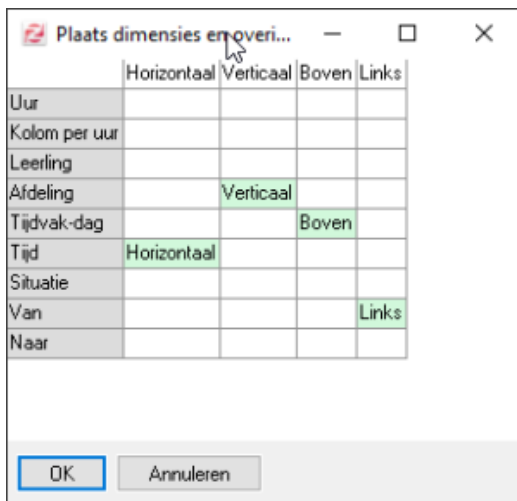 Plaats dimensies en overi...
Horizontaal Verticaal Boven Links
Uur
Kolom per uur
Leerling
Afdeling Verticaal
Tijdvak-dag Boven
Tijd Horizontaal
Situatie
Van Links
Naar
OK Annuleren